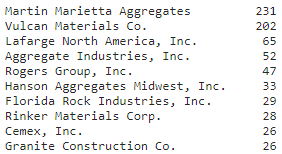 Martin Marietta Aggregates 231
Vulcan Materials Co. 202
Lafarge North America, Inc. 65
Aggregate Industries, Inc. 52
Rogers Group, Inc. 47
Hanson Aggregates Midwest, Inc. 33
Florida Rock Industries, Inc. 29
Rinker Materials Corp. 28
Cemex, Inc. 26
Granite Construction Co. 26